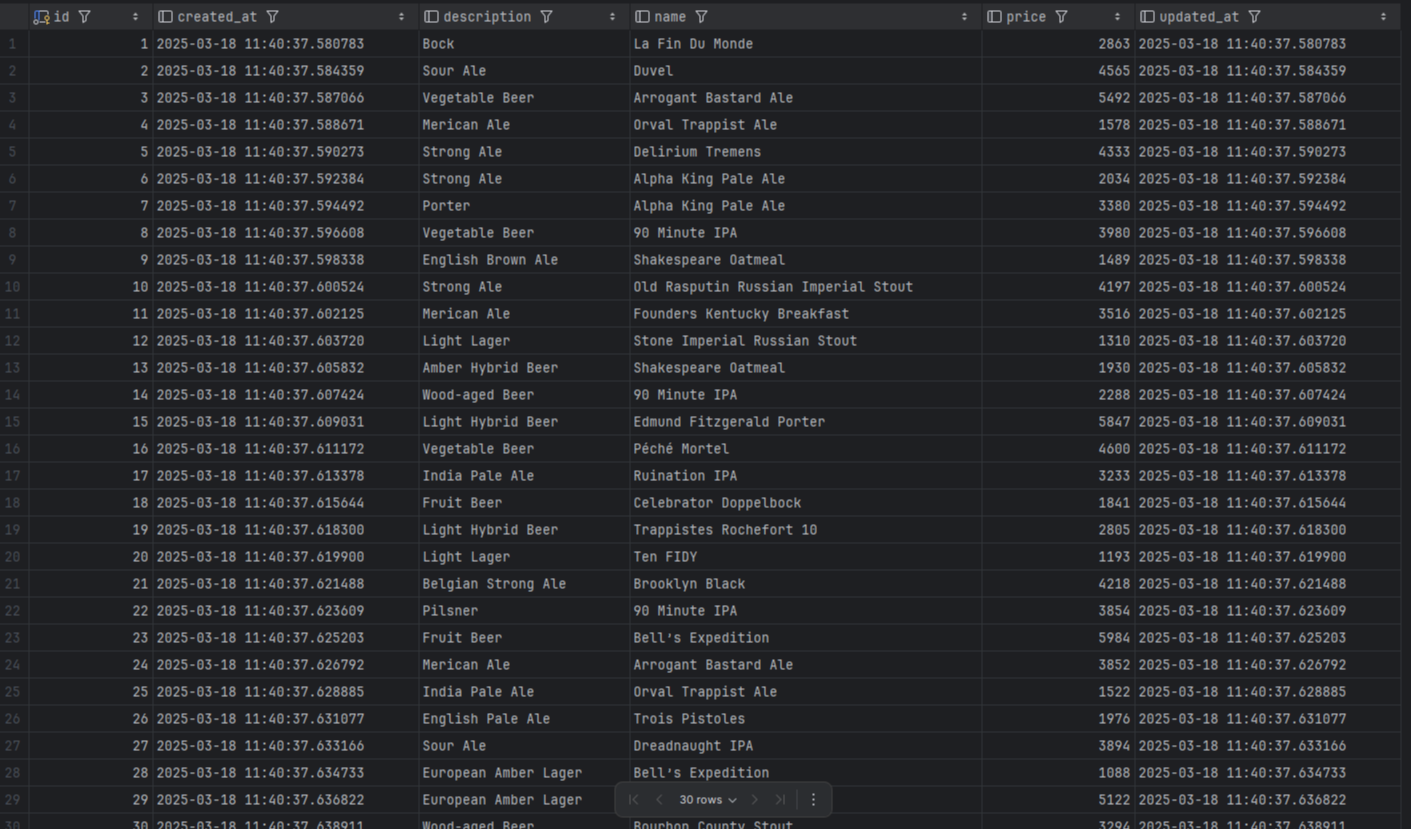 id created_at description name price updated_at
1 1 2025-03-18 11:40:37.580783 Bock La Fin Du Monde 2863 2025-03-18 11:40:37.580783
2 2 2025-03-18 11:40:37.584359 Sour Ale Duvel 4565 2025-03-18 11:40:37.584359
3 3 2025-03-18 11:40:37.587066 Vegetable Beer Arrogant Bastard Ale 5492 2025-03-18 11:40:37.587066
4 4 2025-03-18 11:40:37.588671 Merican Ale Orval Trappist Ale 1578 2025-03-18 11:40:37.588671
5 5 2025-03-18 11:40:37.590273 Strong Ale Delirium Tremens 4333 2025-03-18 11:40:37.590273
6 6 2025-03-18 11:40:37.592384 Strong Ale Alpha King Pale Ale 2034 2025-03-18 11:40:37.592384
7 7 2025-03-18 11:40:37.594492 Porter Alpha King Pale Ale 3380 2025-03-18 11:40:37.594492
8 8 2025-03-18 11:40:37.596608 Vegetable Beer 90 Minute IPA 3980 2025-03-18 11:40:37.596608
9 9 2025-03-18 11:40:37.598338 English Brown Ale Shakespeare Oatmeal 1489 2025-03-18 11:40:37.598338
10 10 2025-03-18 11:40:37.600524 Strong Ale Old Rasputin Russian Imperial Stout 4197 2025-03-18 11:40:37.600524
11 11 2025-03-18 11:40:37.602125 Merican Ale Founders Kentucky Breakfast 3516 2025-03-18 11:40:37.602125
12 12 2025-03-18 11:40:37.603720 Light Lager Stone Imperial Russian Stout 1310 2025-03-18 11:40:37.603720
13 13 2025-03-18 11:40:37.605832 Amber Hybrid Beer Shakespeare Oatmeal 1930 2025-03-18 11:40:37.605832
14 14 2025-03-18 11:40:37.607424 Wood-aged Beer 90 Minute IPA 2288 2025-03-18 11:40:37.607424
15 15 2025-03-18 11:40:37.609031 Light Hybrid Beer Edmund Fitzgerald Porter 5847 2025-03-18 11:40:37.609031
16 16 2025-03-18 11:40:37.611172 Vegetable Beer Péché Mortel 4600 2025-03-18 11:40:37.611172
17 17 2025-03-18 11:40:37.613378 India Pale Ale Ruination IPA 3233 2025-03-18 11:40:37.613378
18 18 2025-03-18 11:40:37.615644 Fruit Beer Celebrator Doppelbock 1841 2025-03-18 11:40:37.615644
19 19 2025-03-18 11:40:37.618300 Light Hybrid Beer Trappistes Rochefort 10 2805 2025-03-18 11:40:37.618300
20 20 2025-03-18 11:40:37.619900 Light Lager Ten FIDY 1193 2025-03-18 11:40:37.619900
21 21 2025-03-18 11:40:37.621488 Belgian Strong Ale Brooklyn Black 4218 2025-03-18 11:40:37.621488
22 22 2025-03-18 11:40:37.623609 Pilsner 90 Minute IPA 3854 2025-03-18 11:40:37.623609
23 23 2025-03-18 11:40:37.625203 Fruit Beer Bell’s Expedition 5984 2025-03-18 11:40:37.625203
24 24 2025-03-18 11:40:37.626792 Merican Ale Arrogant Bastard Ale 3852 2025-03-18 11:40:37.626792
25 25 2025-03-18 11:40:37.628885 India Pale Ale Orval Trappist Ale 1522 2025-03-18 11:40:37.628885
26 26 2025-03-18 11:40:37.631077 English Pale Ale Trois Pistoles 1976 2025-03-18 11:40:37.631077
27 27 2025-03-18 11:40:37.633166 Sour Ale Dreadnaught IPA 3894 2025-03-18 11:40:37.633166
28 28 2025-03-18 11:40:37.634733 European Amber Lager Bell’s Expedition 1088 2025-03-18 11:40:37.634733
29 29 2025-03-18 11:40:37.636822 European Amber Lager 5122 2025-03-18 11:40:37.636822
30 rows
30 30 2025-03-18 11:40:37.638911 Wood-aged Beer Bourbon County Stout 3294 2025-03-18 11:40:37.638911